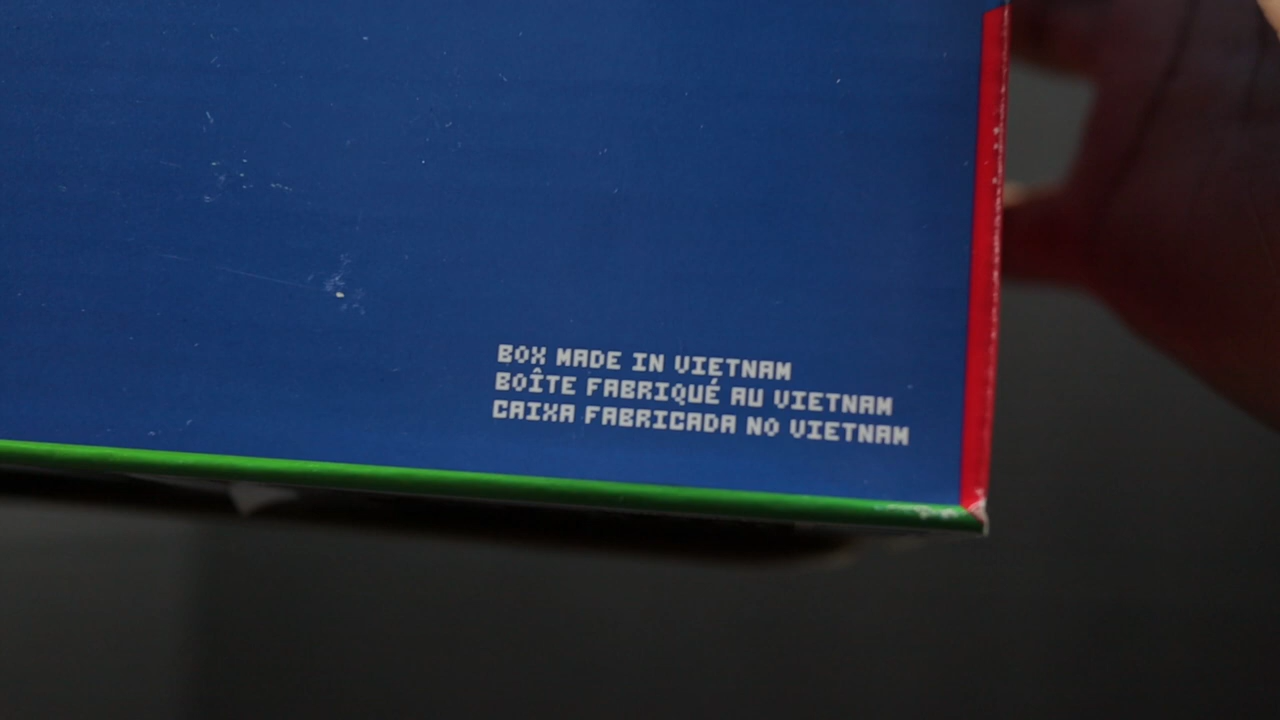 BOX MADE IN VIETNAM
BOÎTE FABRIQUÉ AU VIETNAM
CAIXA FABRICADA NO VIETNAM